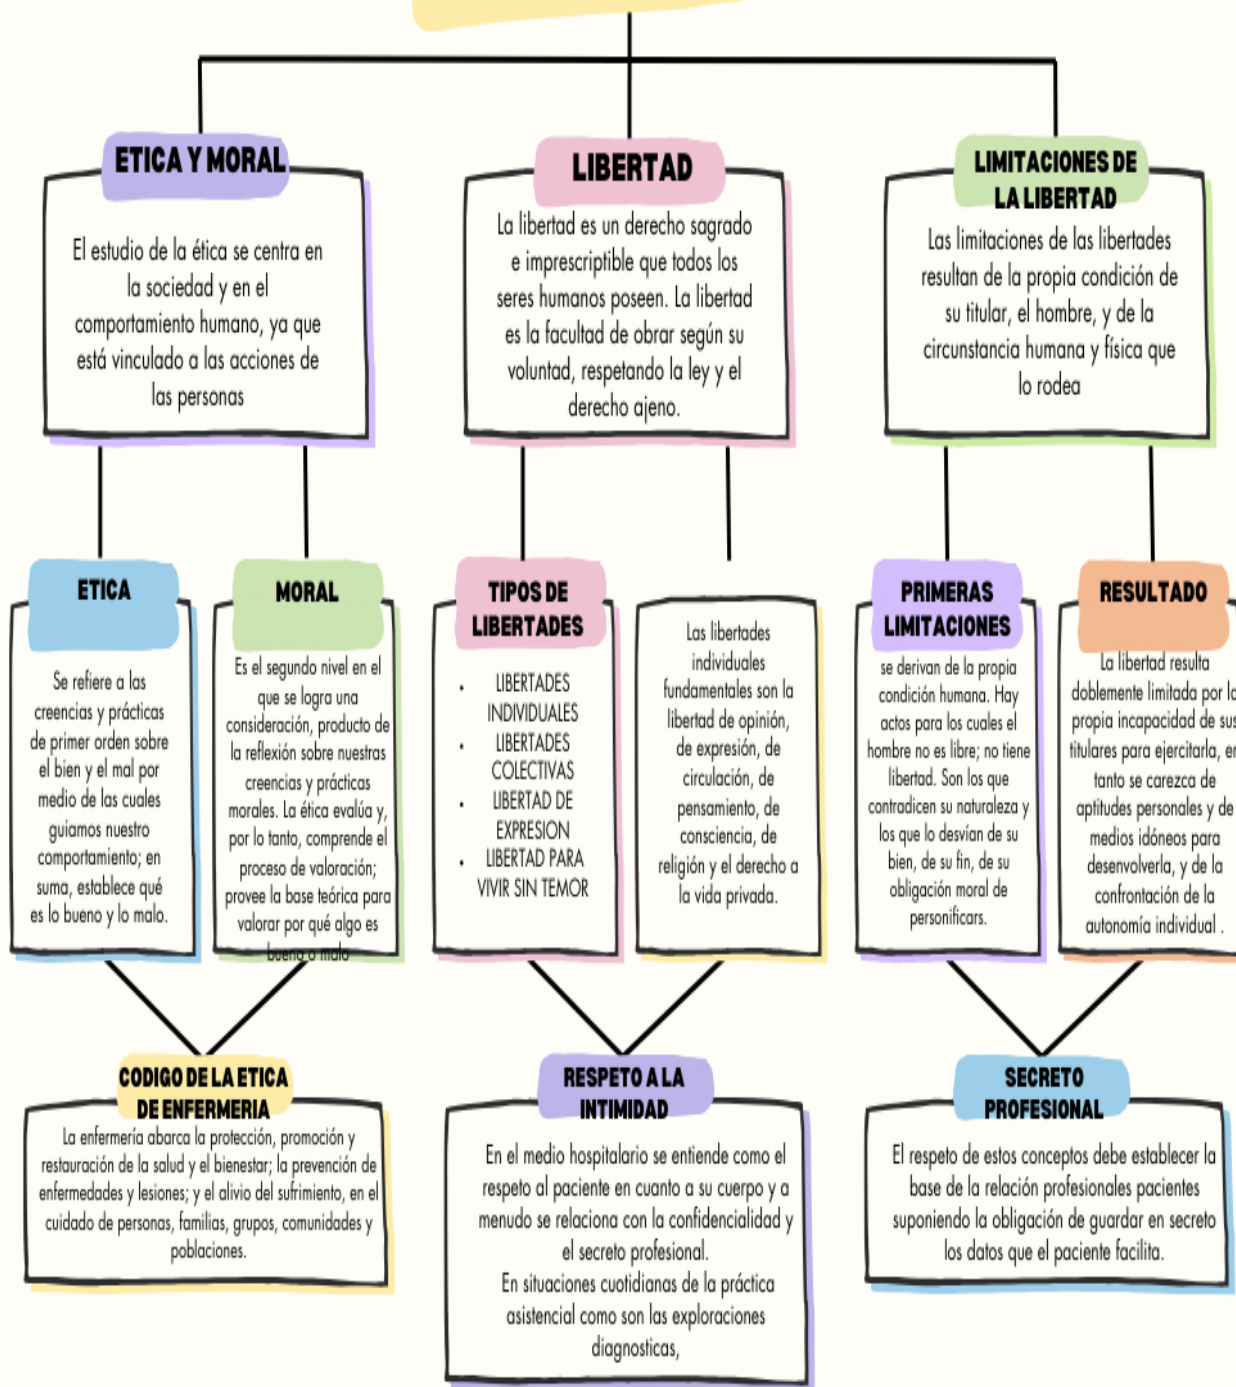 ETICA Y MORAL
El estudio de la ética se centra en
la sociedad y en el
comportamiento humano, ya que
está vinculado a las acciones de
las personas
LIBERTAD
La libertad es un derecho sagrado
e imprescriptible que todos los
seres humanos poseen. La libertad
es la facultad de obrar según su
voluntad, respetando la ley y el
derecho ajeno.
LIMITACIONES DE
LA LIBERTAD
Las limitaciones de las libertades
resultan de la propia condición de
su titular, el hombre, y de la
circunstancia humana y física que
lo rodea
ETICA
Se refiere a las
creencias y prácticas
de primer orden sobre
el bien y el mal por
medio de las cuales
guiamos nuestro
comportamiento; en
suma, establece qué
es lo bueno y lo malo.
MORAL
Es el segundo nivel en el
que se logra una
consideración, producto de
la reflexión sobre nuestras
creencias y prácticas
morales. La ética evalúa y,
por lo tanto, comprende el
proceso de valoración;
provee la base teórica para
valorar por qué algo es
bueno o malo
TIPOS DE
LIBERTADES
• LIBERTADES
INDIVIDUALES
• LIBERTADES
COLECTIVAS
• LIBERTAD DE
EXPRESION
• LIBERTAD PARA
VIVIR SIN TEMOR
Las libertades
individuales
fundamentales son la
libertad de opinión,
de expresión, de
circulación, de
pensamiento, de
consciencia, de
religión y el derecho a
la vida privada.
PRIMERAS
LIMITACIONES
se derivan de la propia
condición humana. Hay
actos para los cuales el
hombre no es libre; no tiene
libertad. Son los que
contradicen su naturaleza y
los que lo desvían de su
bien, de su fin, de su
obligación moral de
personificars.
RESULTADO
La libertad resulta
doblemente limitada por la
propia incapacidad de sus
titulares para ejercitarla, en
tanto se carezca de
aptitudes personales y de
medios idóneos para
desenvolverla, y de la
confrontación de la
autonomía individual .
CODIGO DE LA ETICA
DE ENFERMERIA
La enfermería abarca la protección, promoción y
restauración de la salud y el bienestar; la prevención de
enfermedades y lesiones; y el alivio del sufrimiento, en el
cuidado de personas, familias, grupos, comunidades y
poblaciones.
RESPETO A LA
INTIMIDAD
En el medio hospitalario se entiende como el
respeto al paciente en cuanto a su cuerpo y a
menudo se relaciona con la confidencialidad y
el secreto profesional.
En situaciones cuotidianas de la práctica
asistencial como son las exploraciones
diagnosticas,
SECRETO
PROFESIONAL
El respeto de estos conceptos debe establecer la
base de la relación profesionales pacientes
suponiendo la obligación de guardar en secreto
los datos que el paciente facilita.